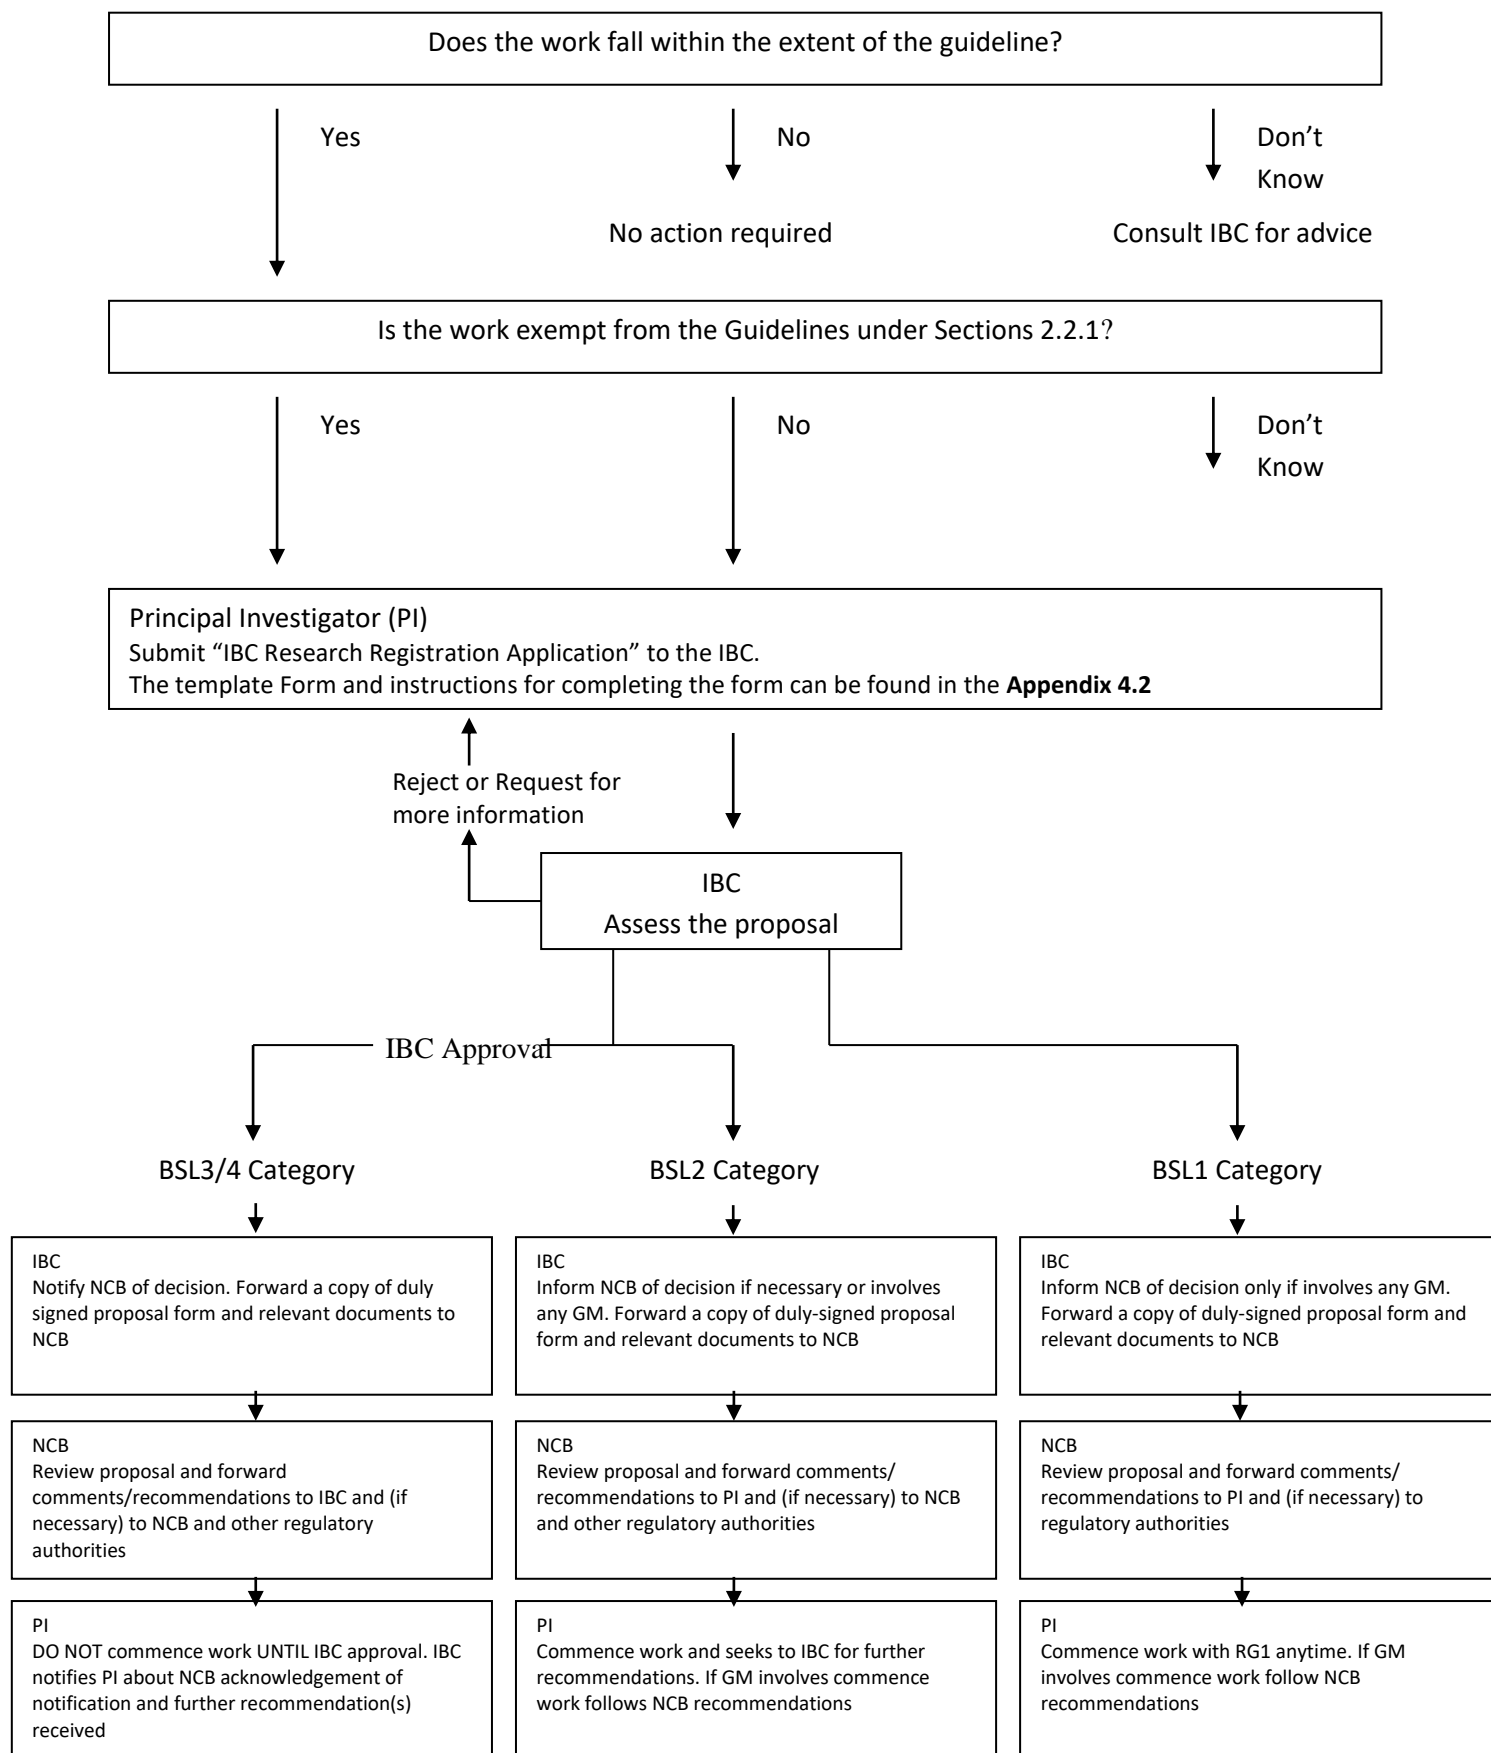 Does the work fall within the extent of the guideline?
Yes
No
Don't
Know
No action required
Consult IBC for advice
Is the work exempt from the Guidelines under Sections 2.2.1?
Yes
No
Don't
Know
Principal Investigator (PI)
Submit “IBC Research Registration Application” to the IBC.
The template Form and instructions for completing the form can be found in the Appendix 4.2
Reject or Request for
more information
IBC
Assess the proposal
IBC Approval
BSL3/4 Category
BSL2 Category
BSL1 Category
IBC
Notify NCB of decision. Forward a copy of duly
signed proposal form and relevant documents to
NCB
IBC
Inform NCB of decision if necessary or involves
any GM. Forward a copy of duly-signed proposal
form and relevant documents to NCB
IBC
Inform NCB of decision only if involves any GM.
Forward a copy of duly-signed proposal form and
relevant documents to NCB
NCB
Review proposal and forward
comments/recommendations to IBC and (if
necessary) to NCB and other regulatory
authorities
NCB
Review proposal and forward comments/
recommendations to PI and (if necessary) to NCB
and other regulatory authorities
NCB
Review proposal and forward comments/
recommendations to PI and (if necessary) to
regulatory authorities
PI
DO NOT commence work UNTIL IBC approval. IBC
notifies PI about NCB acknowledgement of
notification and further recommendation(s)
received
PI
Commence work and seeks to IBC for further
recommendations. If GM involves commence
work follows NCB recommendations
PI
Commence work with RG1 anytime. If GM
involves commence work follow NCB
recommendations